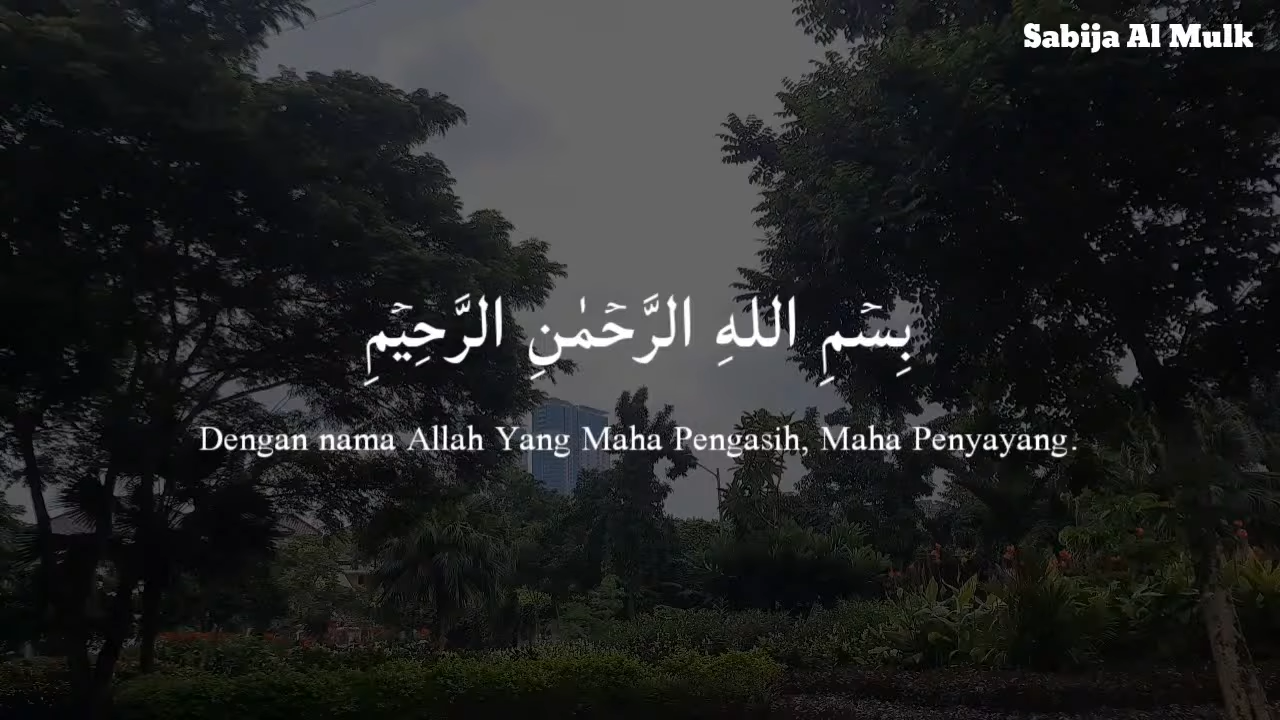 Sabija Al Mulk
بِسْمِ اللهِ الرَّحْمٰنِ الرَّحِيْمِ
Dengan nama Allah Yang Maha Pengasih, Maha Penyayang.